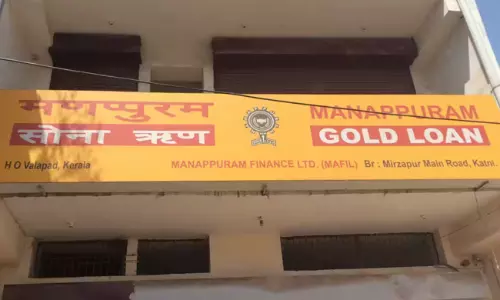 मणप्पुरम
सोना ऋण
MANAPPURAM
GOLD LOAN
H O Valapad, Kerala
MANAPPURAM FINANCE LTD. (MAFIL) Br : Mirzapur Main Road, Katni